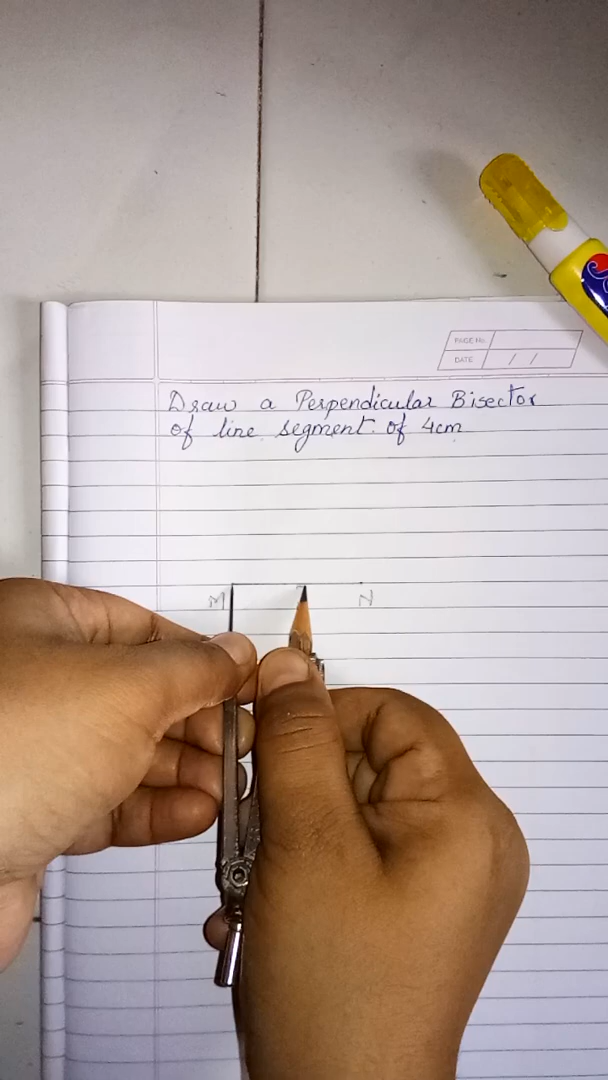 PAGE No.
DATE / /
Draw a Perpendicular Bisector
of line segment of 4cm
M N